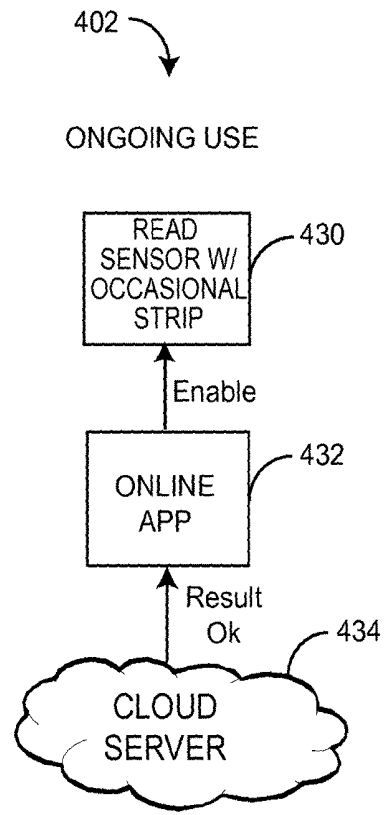 402
ONGOING USE
READ
SENSOR W/
OCCASIONAL
STRIP
430
Enable
ONLINE
APP
432
Result
Ok
434
CLOUD
SERVER